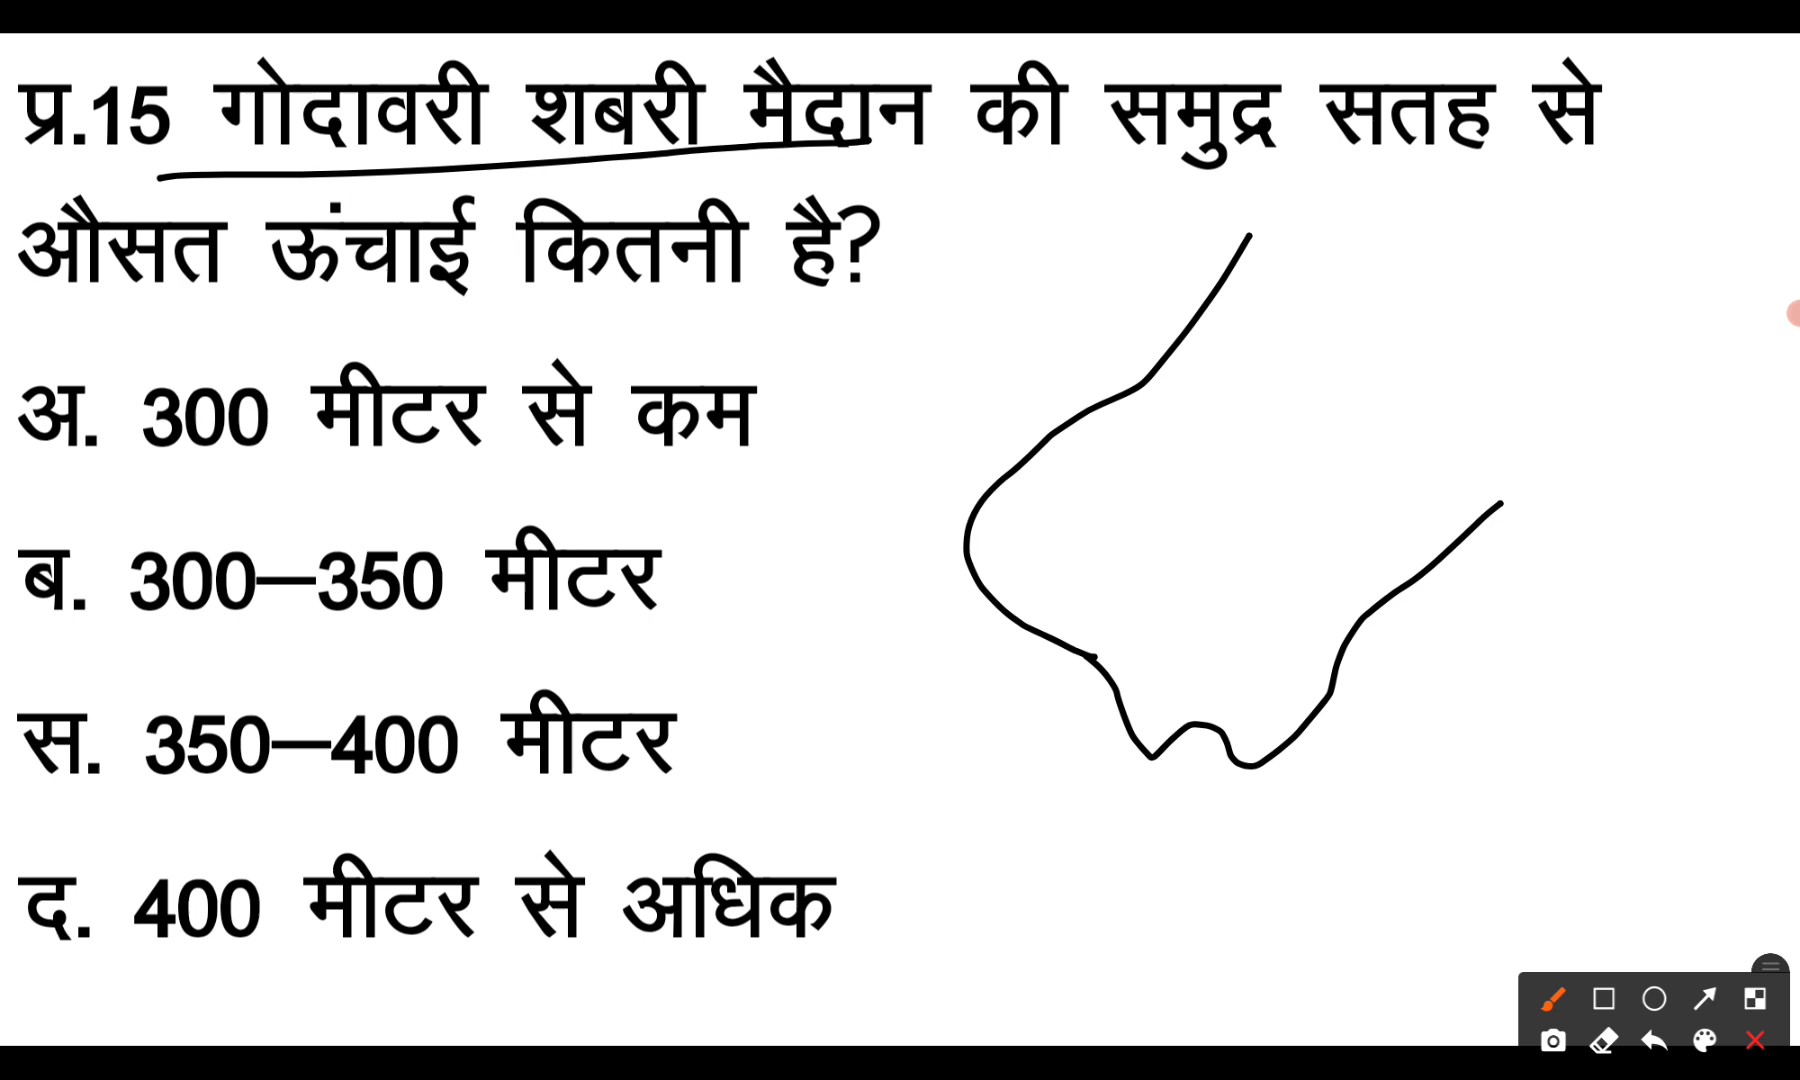 प्र.15 गोदावरी शबरी मैदान की समुद्र सतह से
औसत ऊंचाई कितनी है?
अ. 300 मीटर से कम
ब. 300–350 मीटर
स. 350–400 मीटर
द. 400 मीटर से अधिक